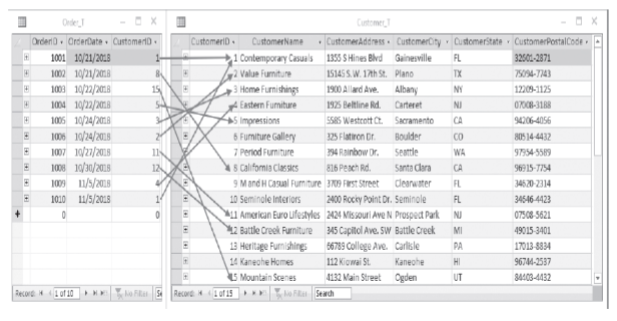 Order_T
OrderID OrderDate CustomerID
1001 10/21/2018 1
1002 10/21/2018 8
1003 10/22/2018 15
1004 10/22/2018 5
1005 10/24/2018 3
1006 10/24/2018 2
1007 10/27/2018 11
1008 10/30/2018 12
1009 11/5/2018 4
1010 11/5/2018 1
0 0
Record: 1 of 10 No Filter Se
Customer_T
CustomerID CustomerName CustomerAddress CustomerCity CustomerState CustomerPostalCode
1 Contemporary Casuals 1355 S Hines Blvd Gainesville FL 32601-2871
2 Value Furniture 15145 S.W. 17th St. Plano TX 75094-7743
3 Home Furnishings 1900 Allard Ave. Albany NY 12209-1125
4 Eastern Furniture 1925 Beltline Rd. Carteret NJ 07008-3188
5 Impressions 5585 Westcott Ct. Sacramento CA 94206-4056
6 Furniture Gallery 325 Flatiron Dr. Boulder CO 80514-4432
7 Period Furniture 394 Rainbow Dr. Seattle WA 97954-5589
8 California Classics 816 Peach Rd. Santa Clara CA 96915-7754
9 M and H Casual Furniture 3709 First Street Clearwater FL 34620-2314
10 Seminole Interiors 2400 Rocky Point Dr. Seminole FL 34646-4423
11 American Euro Lifestyles 2424 Missouri Ave N Prospect Park NJ 07508-5621
12 Battle Creek Furniture 345 Capitol Ave. SW Battle Creek MI 49015-3401
13 Heritage Furnishings 66789 College Ave. Carlisle PA 17013-8834
14 Kaneohe Homes 112 Kiowai St. Kaneohe HI 96744-2537
15 Mountain Scenes 4132 Main Street Ogden UT 84403-4432
Record: 1 of 15 No Filter Search